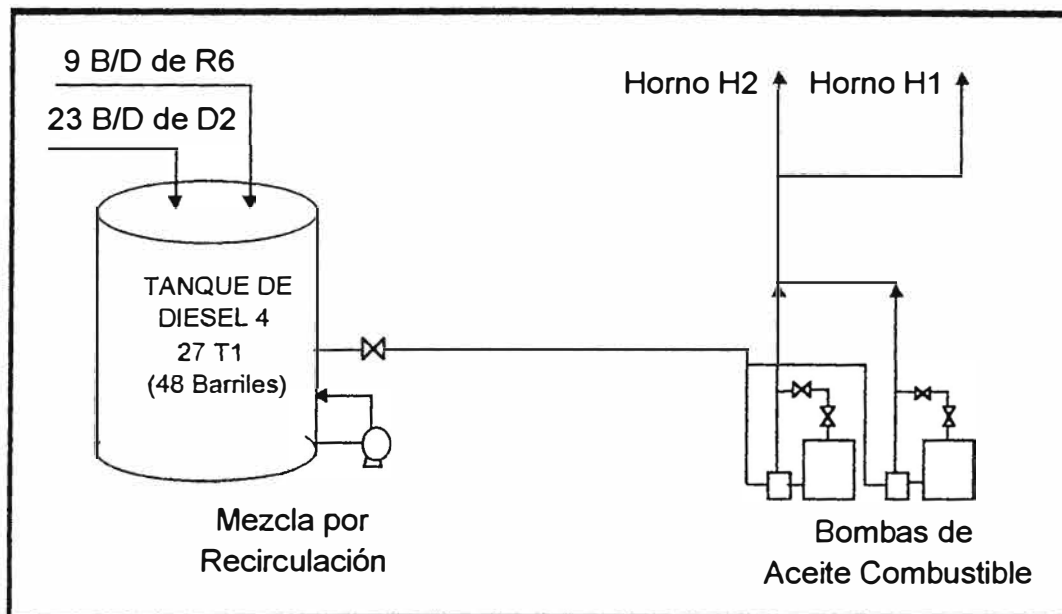 9 B/D de R6
23 B/D de D2
Horno H2
Horno H1
TANQUE DE
DIESEL 4
27 T1
(48 Barriles)
Mezcla por
Recirculación
Bombas de
Aceite Combustible